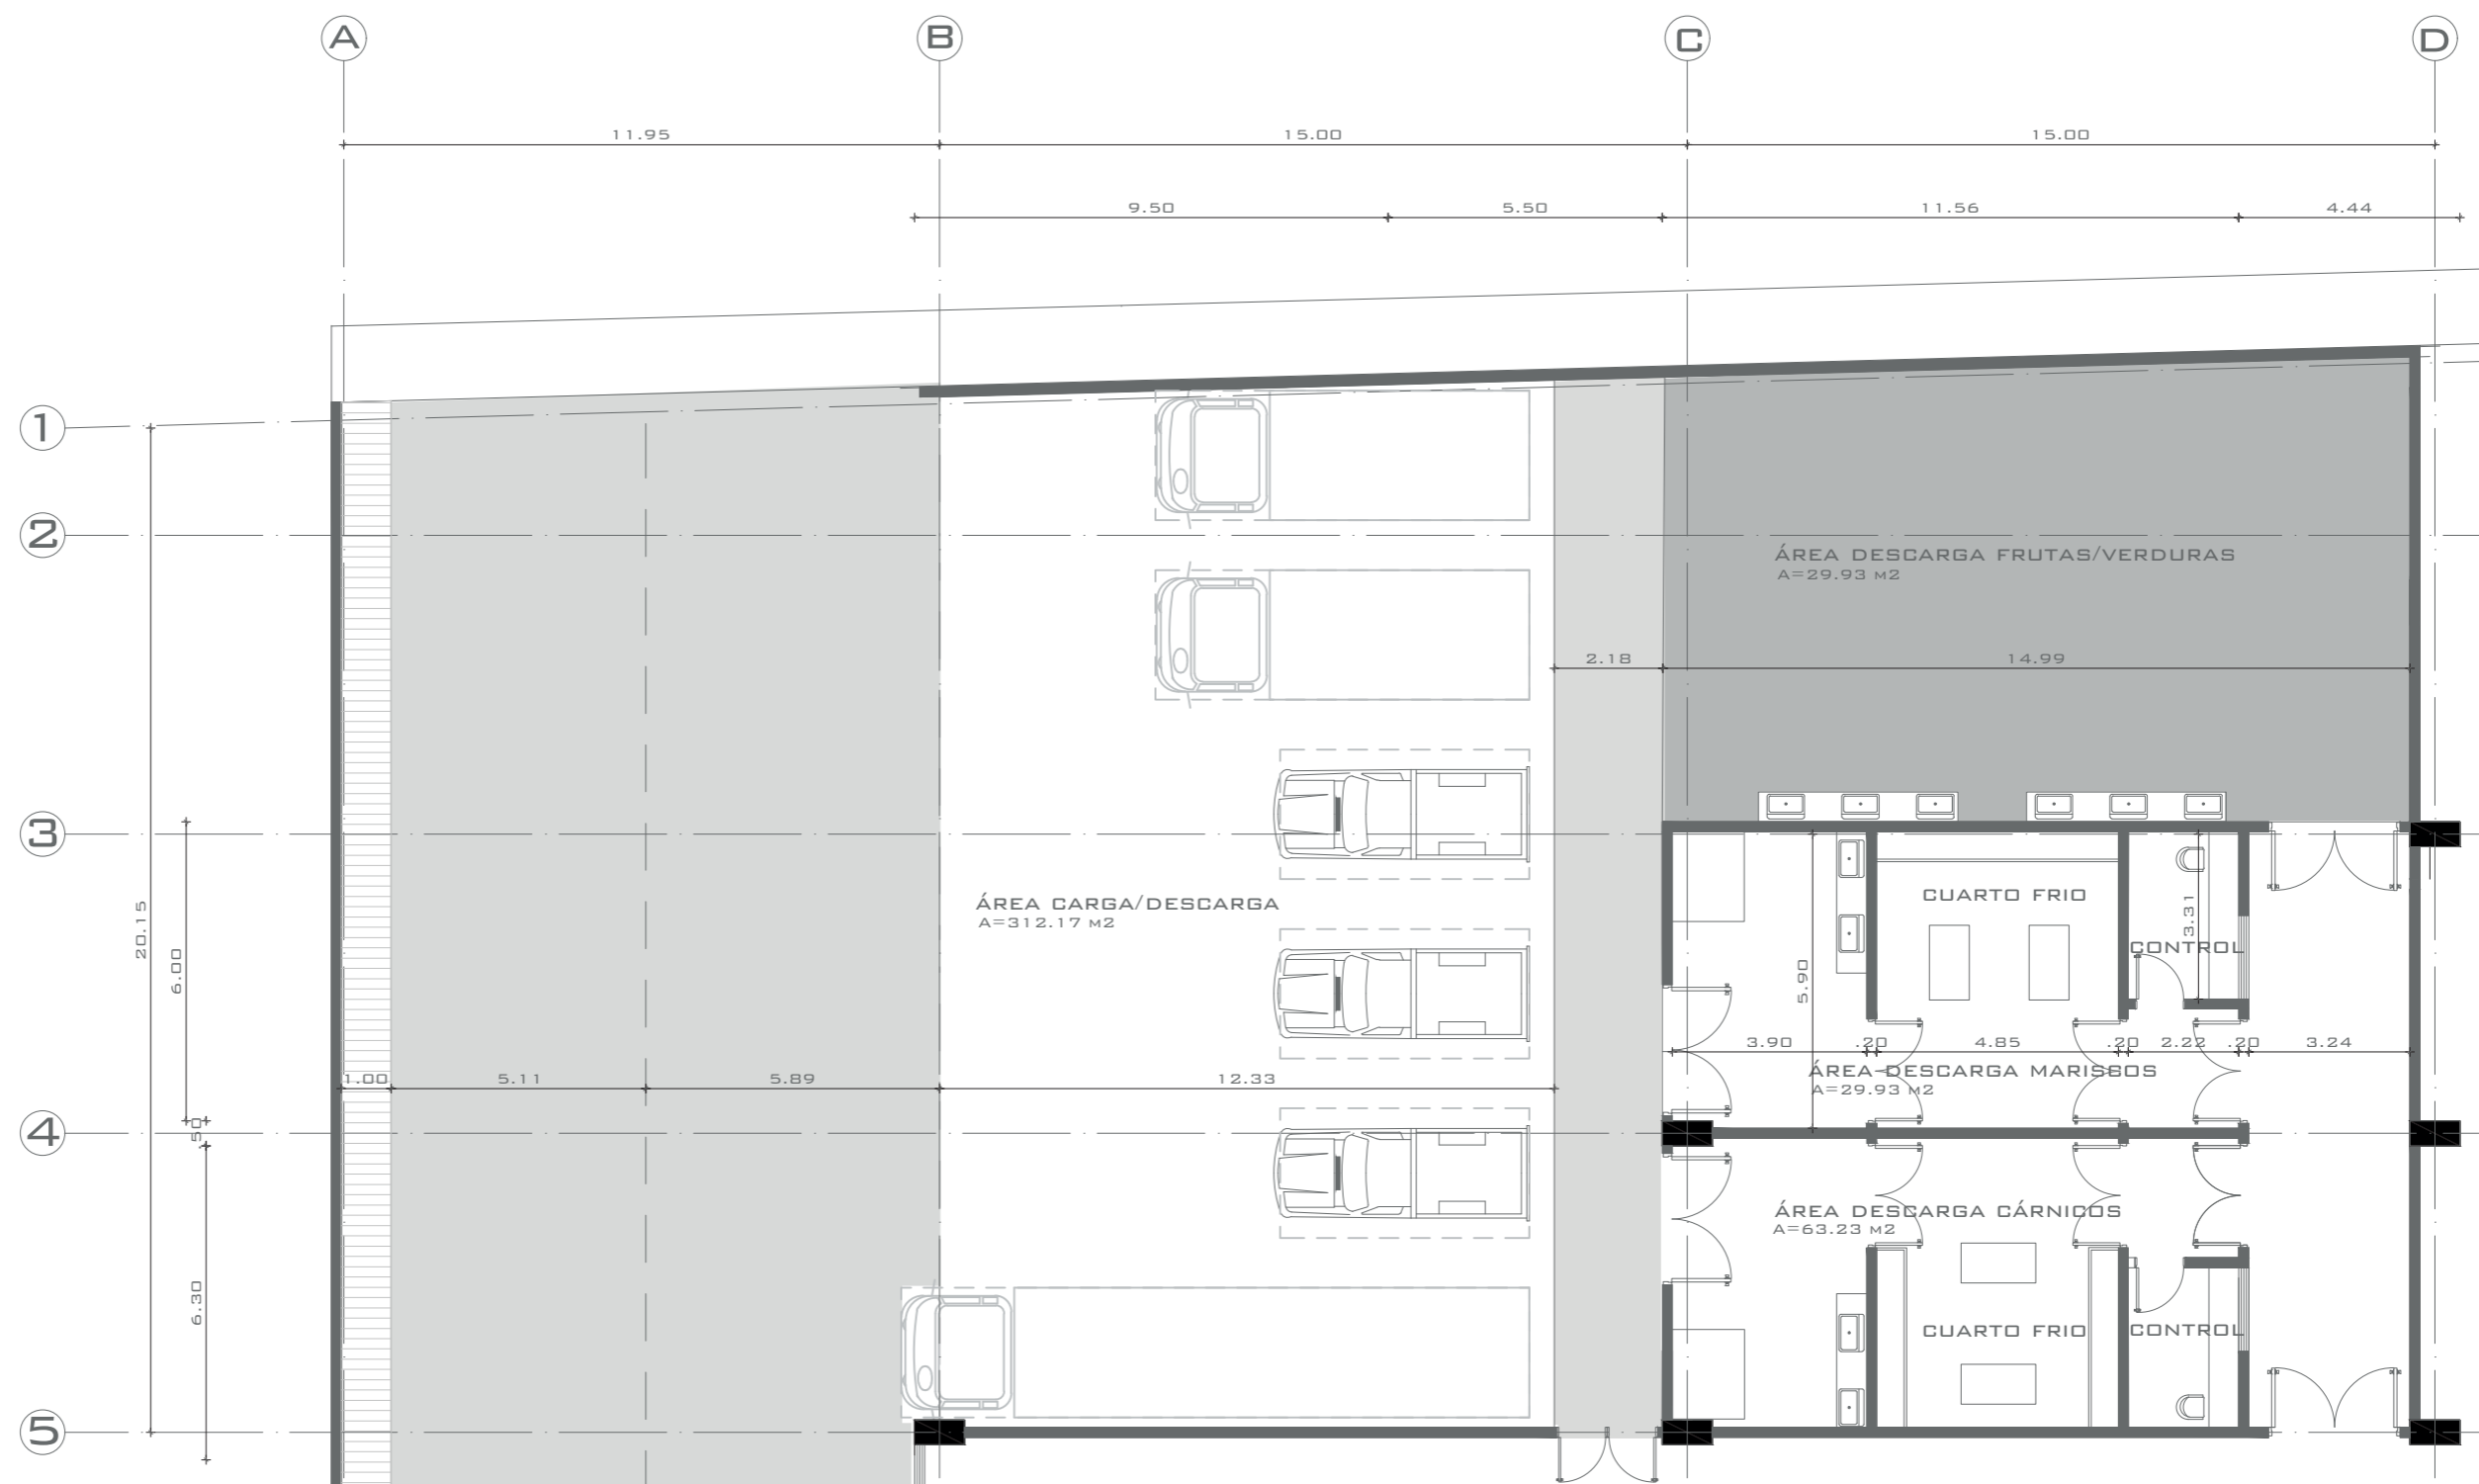 A B C D
11.95 15.00 15.00
9.50 5.50 11.56 4.44
1
2
ÁREA DESCARGA FRUTAS/VERDURAS
A=29.93 M2
2.18 14.99
3
20.15
6.00
ÁREA CARGA/DESCARGA
A=312.17 M2
CUARTO FRIO
3.31
CONTROL
5.90
3.90 .20 4.85 .20 2.22 .20 3.24
ÁREA DESCARGA MARISSOS
A=29.93 M2
1.00 5.11 5.89 12.33
4
.50
ÁREA DESCARGA CÁRNICOS
A=63.23 M2
6.30
CUARTO FRIO
CONTROL
5